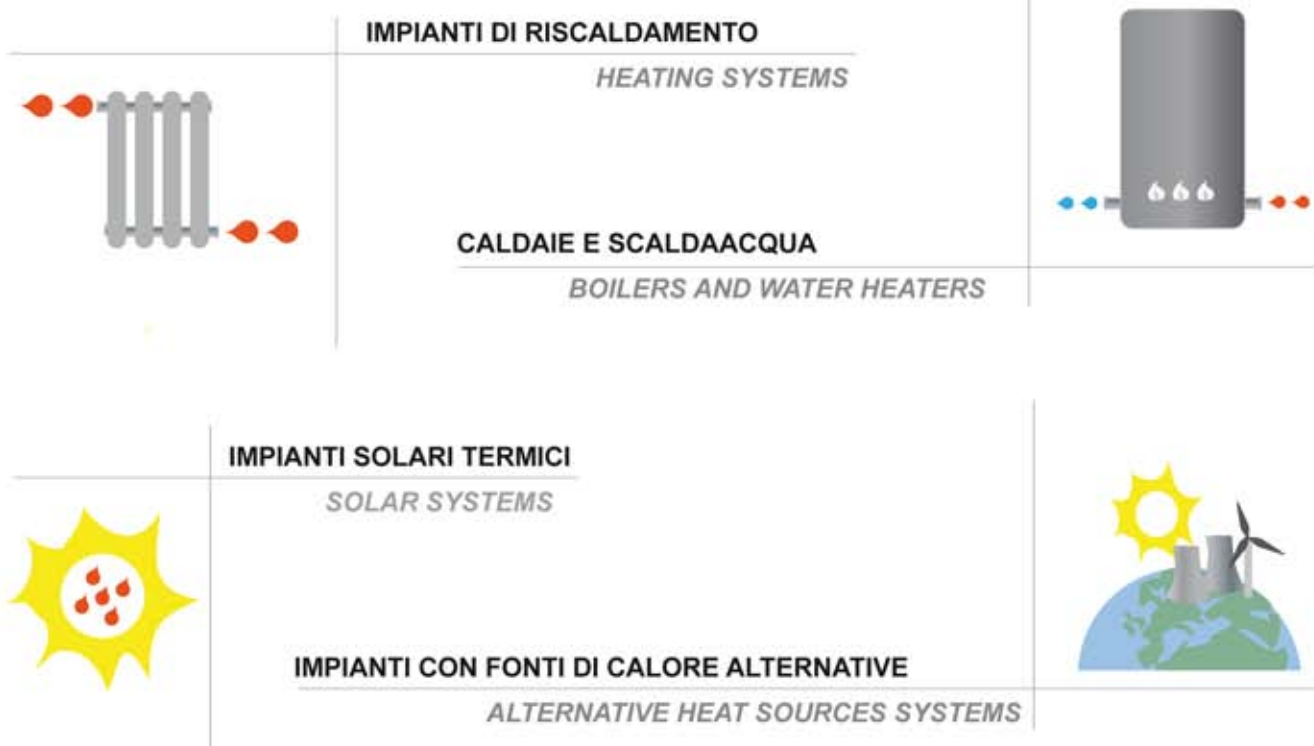 IMPIANTI DI RISCALDAMENTO
HEATING SYSTEMS
CALDAIE E SCALDAACQUA
BOILERS AND WATER HEATERS
IMPIANTI SOLARI TERMICI
SOLAR SYSTEMS
IMPIANTI CON FONTI DI CALORE ALTERNATIVE
ALTERNATIVE HEAT SOURCES SYSTEMS